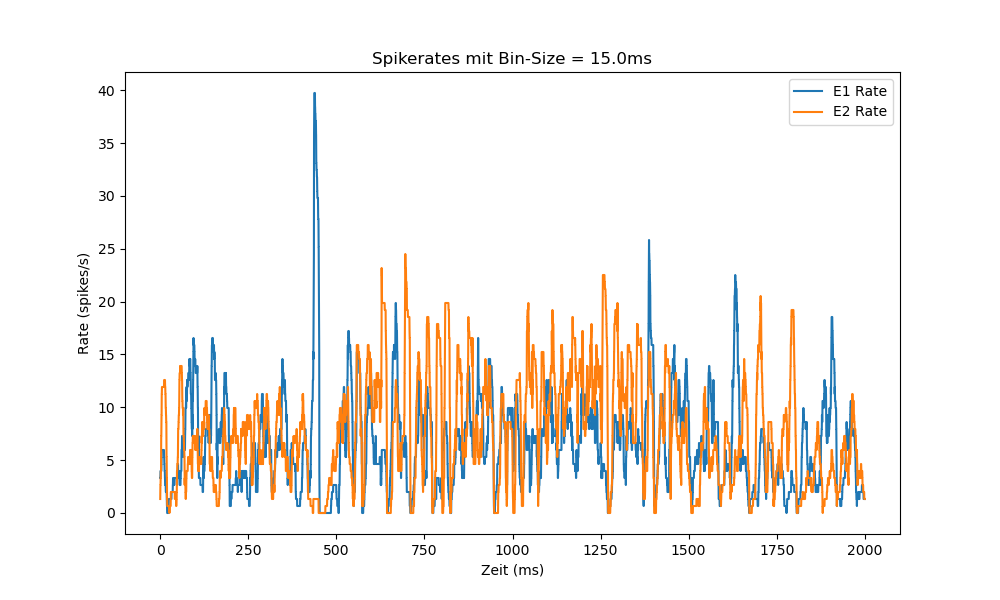 Spikerates mit Bin-Size = 15.0ms
E1 Rate
E2 Rate
Rate (spikes/s)
40
35
30
25
20
15
10
5
0
0 250 500 750 1000 1250 1500 1750 2000
Zeit (ms)